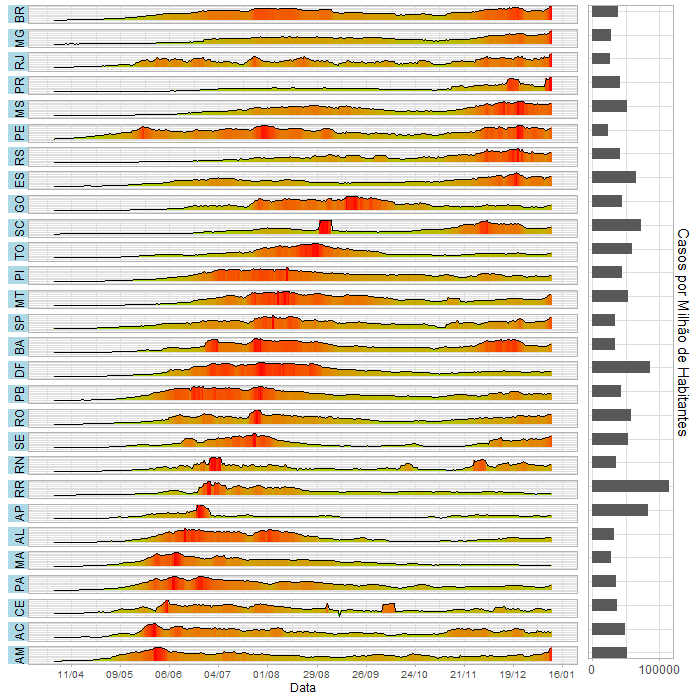 BR
MG
RJ
PR
MS
PE
RS
ES
GO
SC
TO
PI
MT
SP
BA
DF
PB
RO
SE
RN
RR
AP
AL
MA
PA
CE
AC
AM
11/04 09/05 06/06 04/07 01/08 29/08 26/09 24/10 21/11 19/12 16/01
Data
0 100000
Casos por Milhão de Habitantes